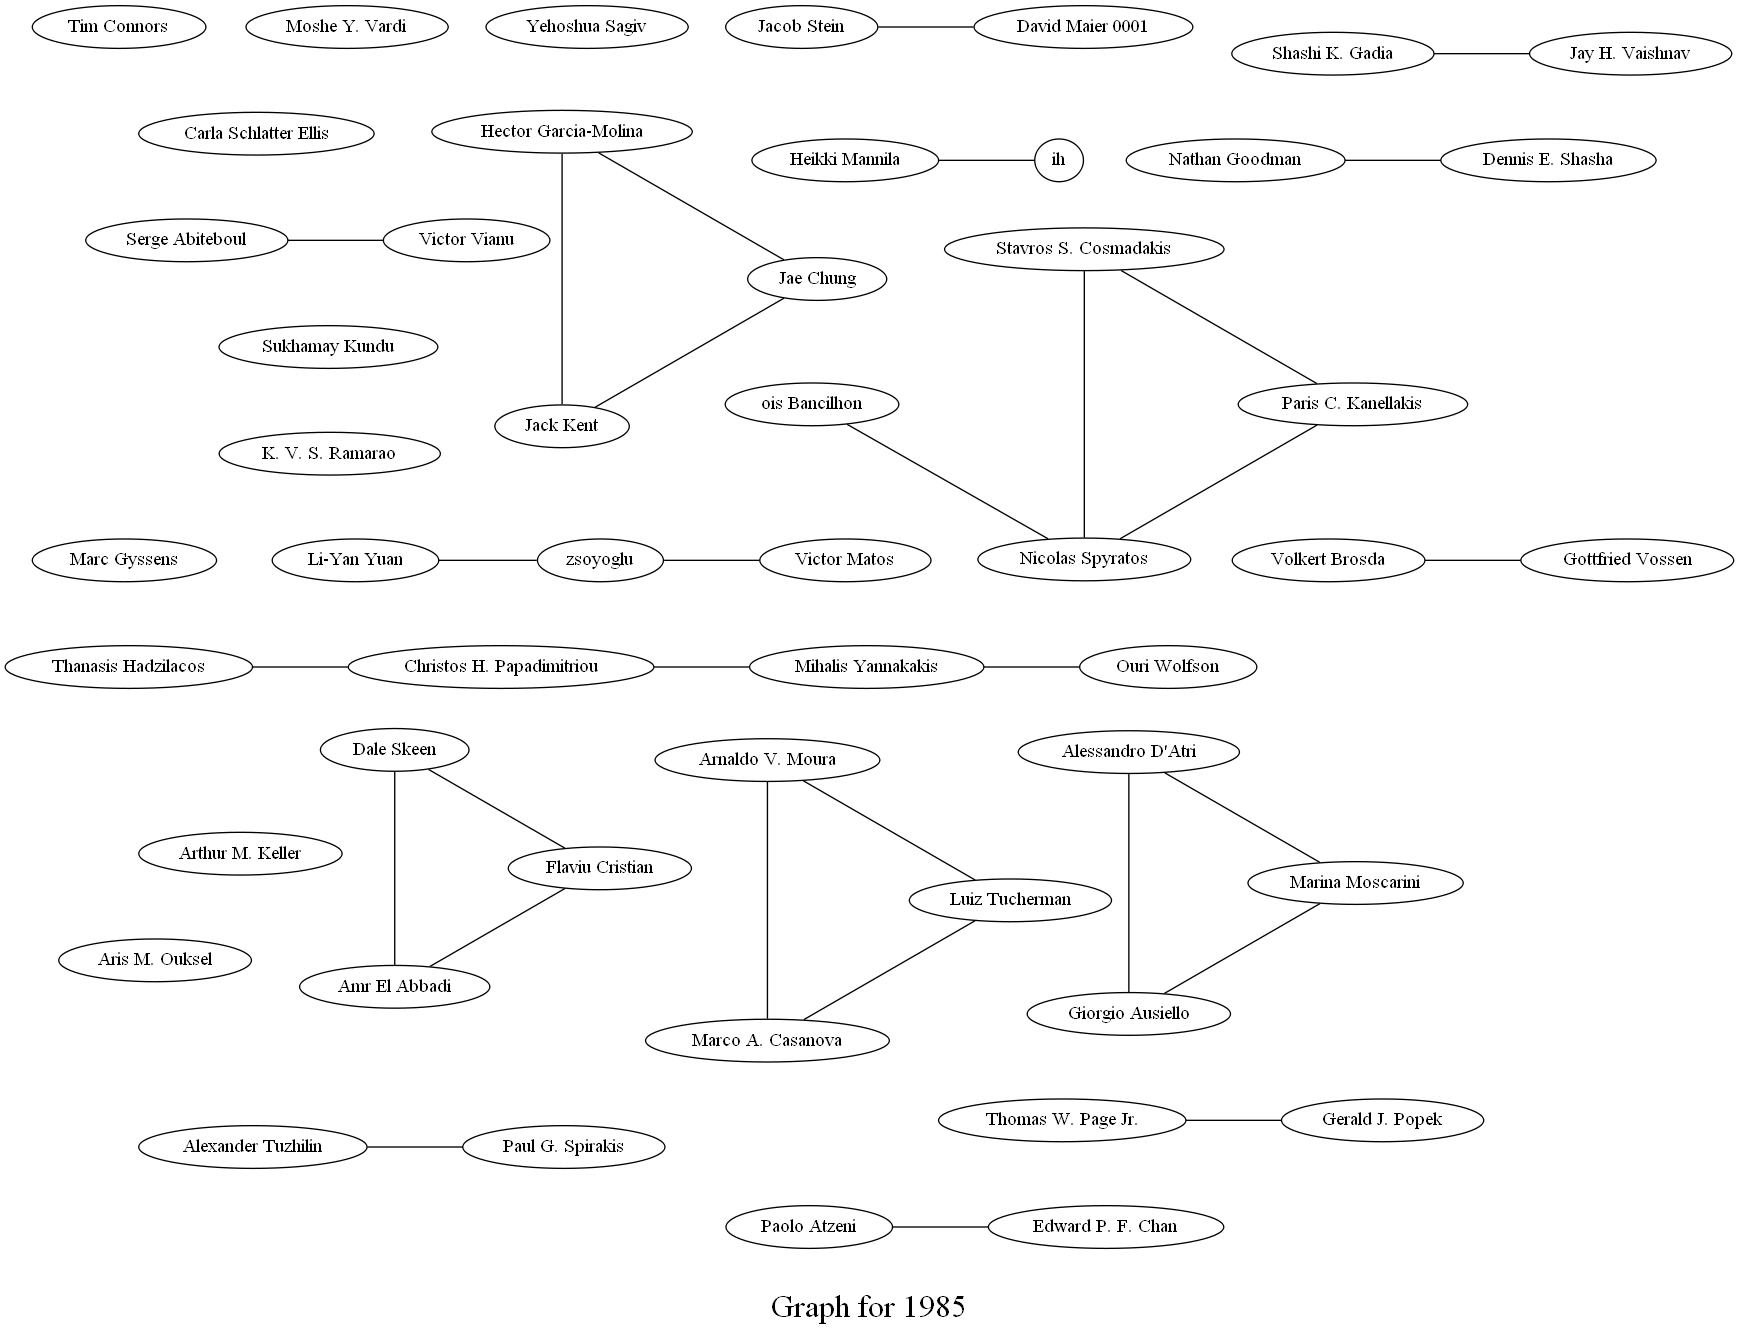 Tim Connors
Moshe Y. Vardi
Yehoshua Sagiv
Jacob Stein
David Maier 0001
Shashi K. Gadia
Jay H. Vaishnav
Carla Schlatter Ellis
Hector Garcia-Molina
Heikki Mannila
ih
Nathan Goodman
Dennis E. Shasha
Serge Abiteboul
Victor Vianu
Stavros S. Cosmadakis
Jae Chung
Sukhamay Kundu
ois Bancilhon
Paris C. Kanellakis
Jack Kent
K. V. S. Ramarao
Marc Gyssens
Li-Yan Yuan
zsoyoglu
Victor Matos
Nicolas Spyratos
Volkert Brosda
Gottfried Vossen
Thanasis Hadzilacos
Christos H. Papadimitriou
Mihalis Yannakakis
Ouri Wolfson
Dale Skeen
Arnaldo V. Moura
Alessandro D'Atri
Arthur M. Keller
Flaviu Cristian
Marina Moscarini
Luiz Tucherman
Aris M. Ouksel
Amr El Abbadi
Giorgio Ausiello
Marco A. Casanova
Thomas W. Page Jr.
Gerald J. Popek
Alexander Tuzhilin
Paul G. Spirakis
Paolo Atzeni
Edward P. F. Chan
Graph for 1985